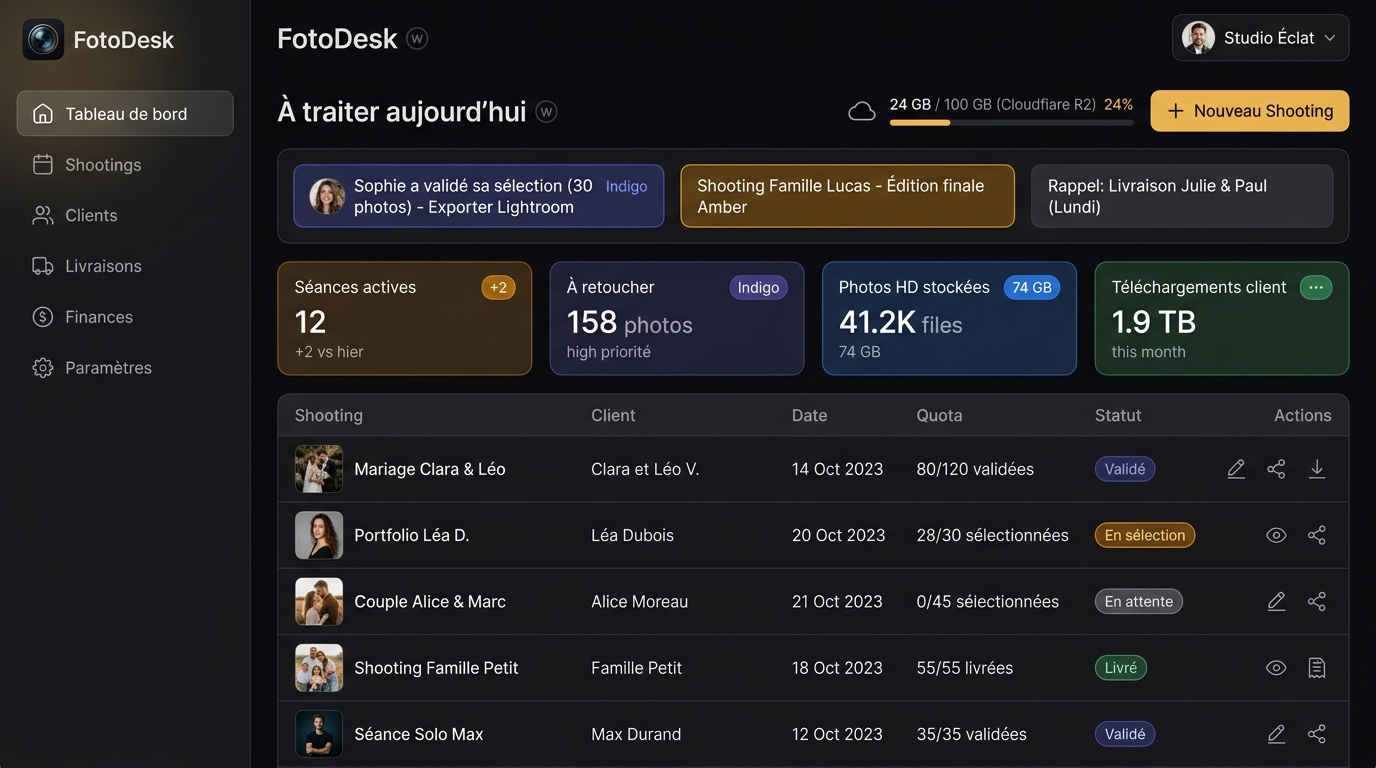 FotoDesk
Tableau de bord
Shootings
Clients
Livraisons
Finances
Paramètres
FotoDesk W
Studio Éclat
À traiter aujourd’hui W
24 GB / 100 GB (Cloudfiare R2) 24%
+ Nouveau Shooting
Sophie a validé sa sélection (30
photos) - Exporter Lightroom
Indigo
Shooting Famille Lucas - Édition finale
Amber
Rappel: Livraison Julie & Paul
(Lundi)
Séances actives +2
12
+2 vs hier
À retoucher Indigo
158 photos
high priorité
Photos HD stockées 74 GB
41.2K files
74 GB
Téléchargements client ...
1.9 TB
this month
Shooting Client Date Quota Statut Actions
Mariage Clara & Léo Clara et Léo V. 14 Oct 2023 80/120 validées Validé
Portfolio Léa D. Léa Dubois 20 Oct 2023 28/30 sélectionnées En sélection
Couple Alice & Marc Alice Moreau 21 Oct 2023 0/45 sélectionnées En attente
Shooting Famille Petit Famille Petit 18 Oct 2023 55/55 livrées Livré
Séance Solo Max Max Durand 12 Oct 2023 35/35 validées Validé